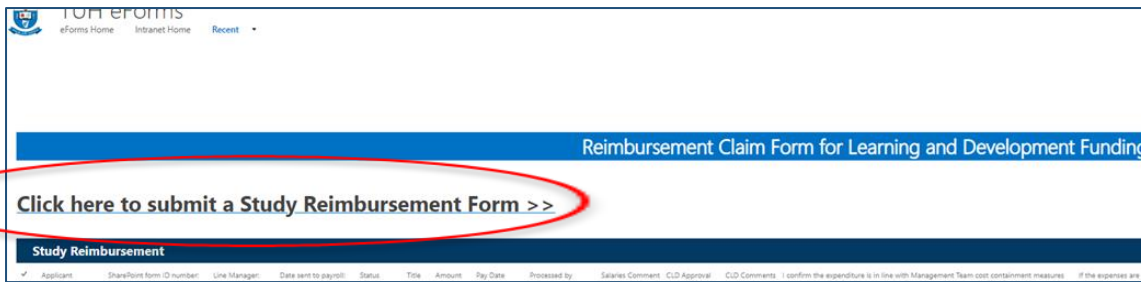 TUH eForms
eForms Home Intranet Home Recent
Reimbursement Claim Form for Learning and Development Funding
Click here to submit a Study Reimbursement Form >>
Study Reimbursement
Applicant SharePoint form ID number: Line Manager: Date sent to payroll: Status Title Amount Pay Date Processed by Salaries Comment CLD Approval CLD Comments I confirm the expenditure is in line with Management Team cost containment measures If the expenses are